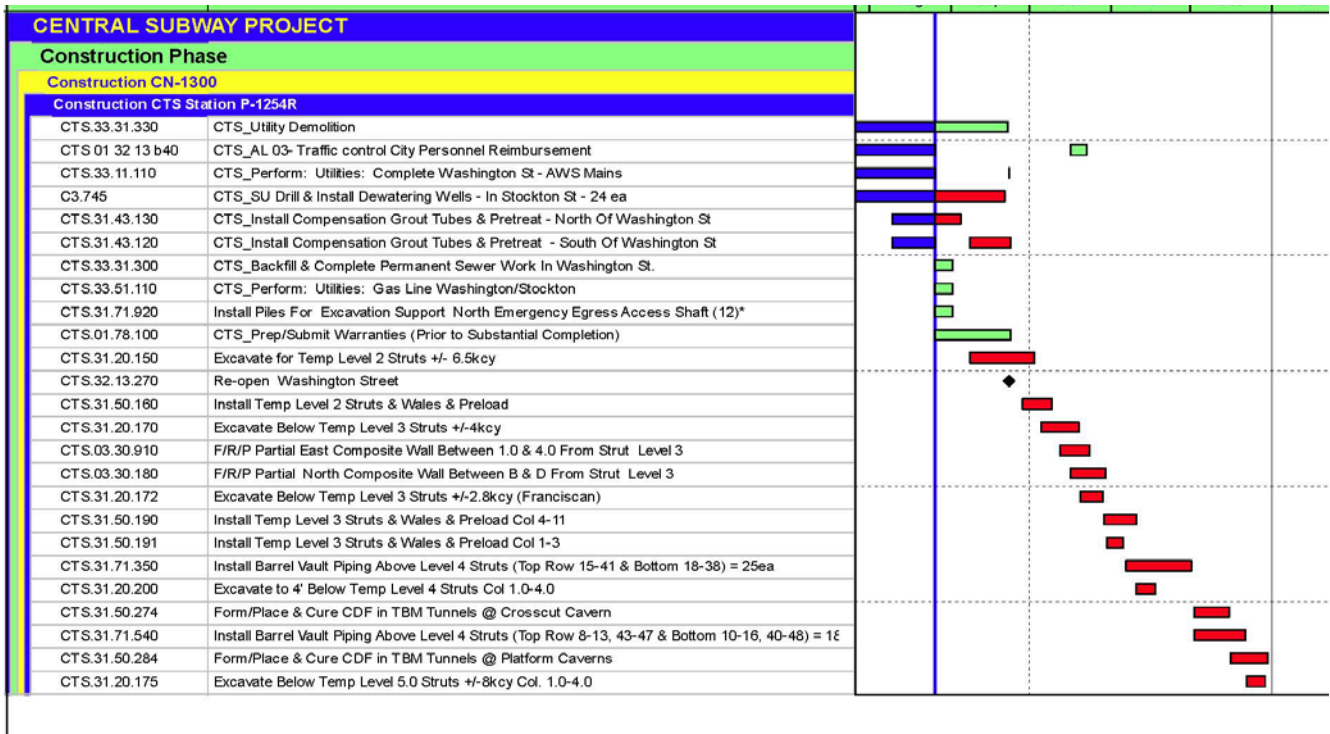 CENTRAL SUBWAY PROJECT
Construction Phase
Construction CN-1300
Construction CTS Station P-1254R
CTS.33.31.330 CTS_Utility Demolition
CTS 01 32 13 b40 CTS_AL 03- Traffic control City Personnel Reimbursement
CTS.33.11.110 CTS_Perform: Utilities: Complete Washington St - AWS Mains
C3.745 CTS_SU Drill & Install Dewatering Wells - In Stockton St - 24 ea
CTS.31.43.130 CTS_Install Compensation Grout Tubes & Pretreat - North Of Washington St
CTS.31.43.120 CTS_Install Compensation Grout Tubes & Pretreat - South Of Washington St
CTS.33.31.300 CTS_Backfill & Complete Permanent Sewer Work In Washington St.
CTS.33.51.110 CTS_Perform: Utilities: Gas Line Washington/Stockton
CTS.31.71.920 Install Piles For Excavation Support North Emergency Egress Access Shaft (12)*
CTS.01.78.100 CTS_Prep/Submit Warranties (Prior to Substantial Completion)
CTS.31.20.150 Excavate for Temp Level 2 Struts +/- 6.5kcy
CTS.32.13.270 Re-open Washington Street
CTS.31.50.160 Install Temp Level 2 Struts & Wales & Preload
CTS.31.20.170 Excavate Below Temp Level 3 Struts +/-4kcy
CTS.03.30.910 F/R/P Partial East Composite Wall Between 1.0 & 4.0 From Strut Level 3
CTS.03.30.180 F/R/P Partial North Composite Wall Between B & D From Strut Level 3
CTS.31.20.172 Excavate Below Temp Level 3 Struts +/-2.8kcy (Franciscan)
CTS.31.50.190 Install Temp Level 3 Struts & Wales & Preload Col 4-11
CTS.31.50.191 Install Temp Level 3 Struts & Wales & Preload Col 1-3
CTS.31.71.350 Install Barrel Vault Piping Above Level 4 Struts (Top Row 15-41 & Bottom 18-38) = 25ea
CTS.31.20.200 Excavate to 4' Below Temp Level 4 Struts Col 1.0-4.0
CTS.31.50.274 Form/Place & Cure CDF in TBM Tunnels @ Crosscut Cavern
CTS.31.71.540 Install Barrel Vault Piping Above Level 4 Struts (Top Row 8-13, 43-47 & Bottom 10-16, 40-48) =
CTS.31.50.284 Form/Place & Cure CDF in TBM Tunnels @ Platform Caverns
CTS.31.20.175 Excavate Below Temp Level 5.0 Struts +/-8kcy Col. 1.0-4.0